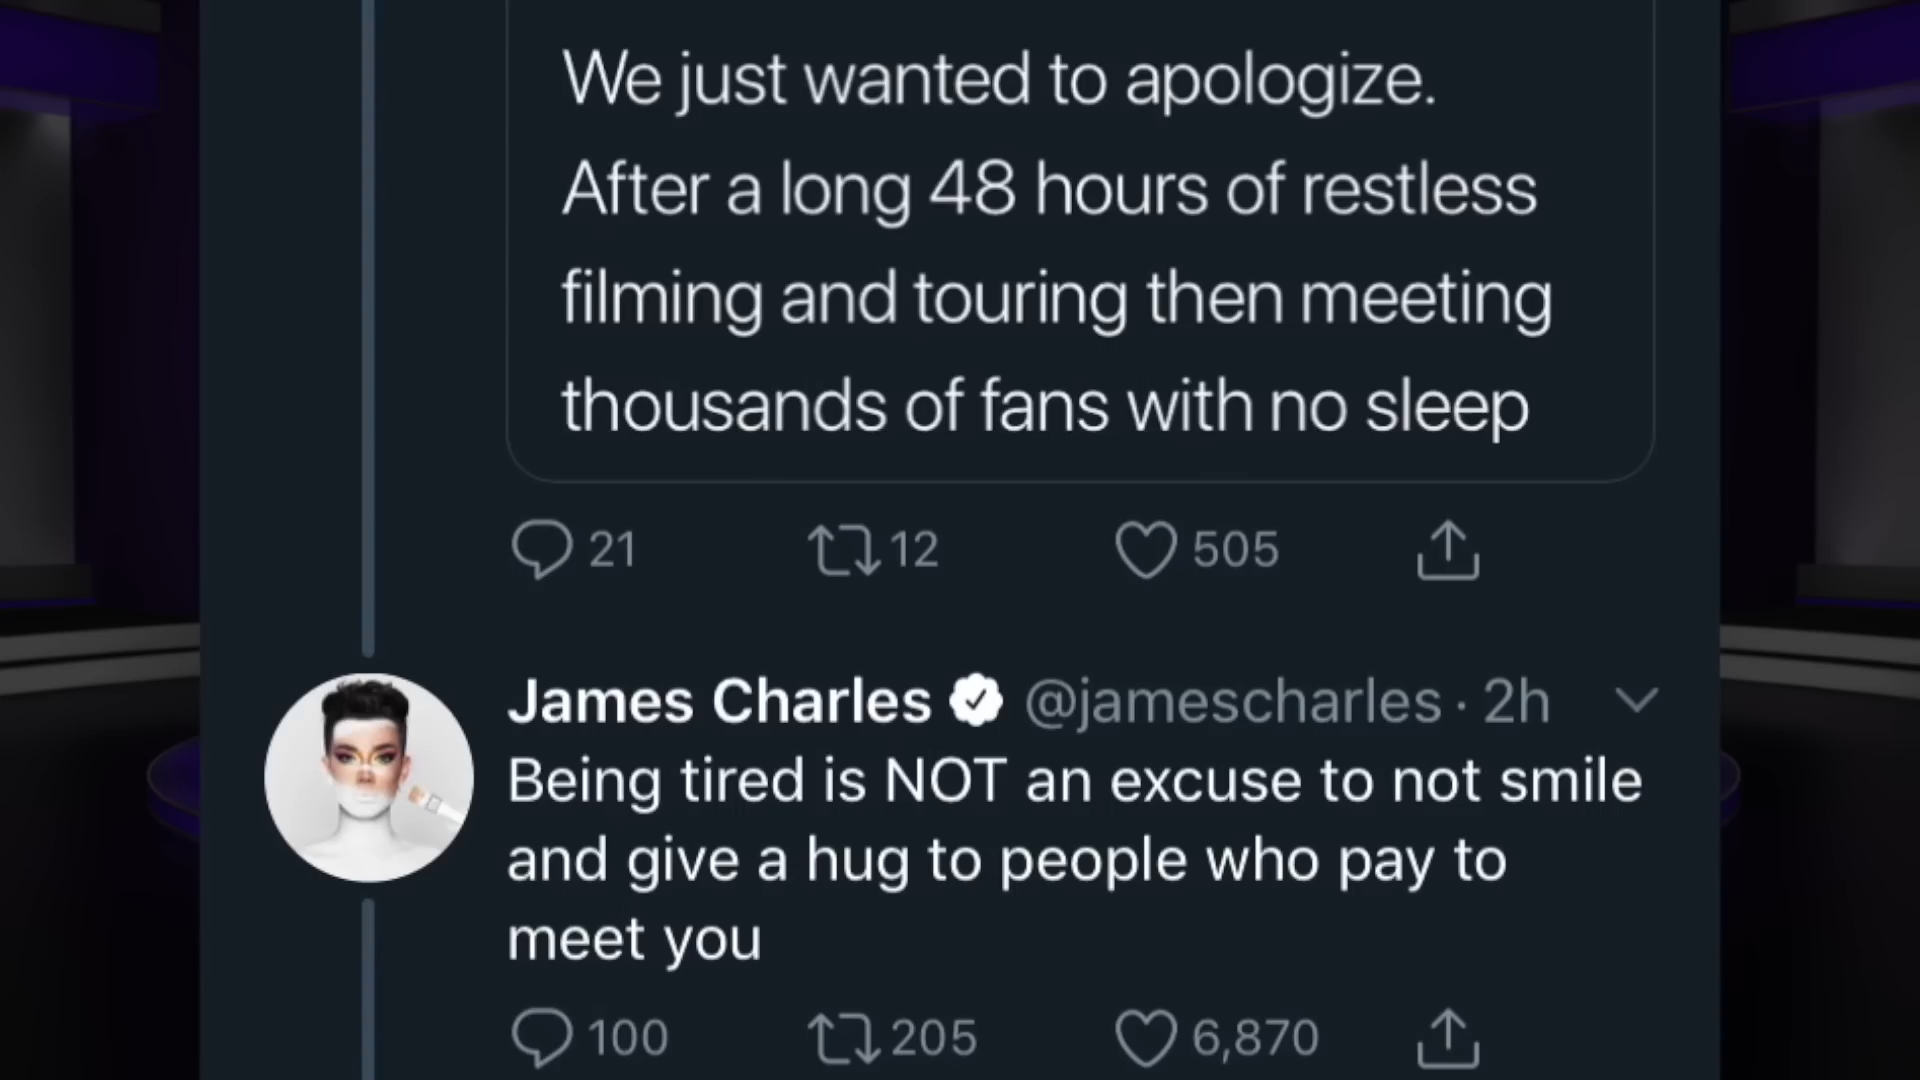 We just wanted to apologize.
After a long 48 hours of restless
filming and touring then meeting
thousands of fans with no sleep
21 12 505
James Charles @jamescharles · 2h
Being tired is NOT an excuse to not smile
and give a hug to people who pay to
meet you
100 205 6,870